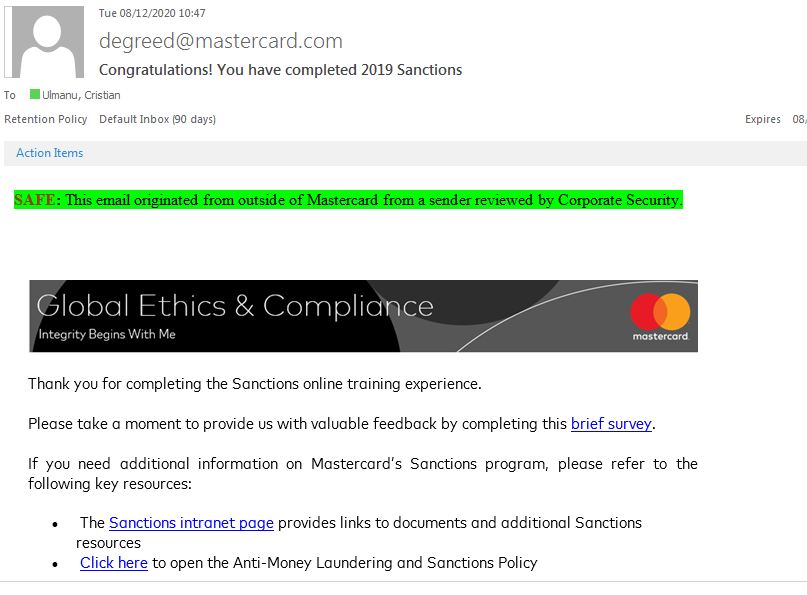 Tue 08/12/2020 10:47
degreed@mastercard.com
Congratulations! You have completed 2019 Sanctions
To Ulmanu, Cristian
Retention Policy Default Inbox (90 days) Expires 08/
Action Items
SAFE: This email originated from outside of Mastercard from a sender reviewed by Corporate Security.
Global Ethics & Compliance
Integrity Begins With Me
mastercard.
Thank you for completing the Sanctions online training experience.
Please take a moment to provide us with valuable feedback by completing this brief survey.
If you need additional information on Mastercard's Sanctions program, please refer to the
following key resources:
• The Sanctions intranet page provides links to documents and additional Sanctions
resources
• Click here to open the Anti-Money Laundering and Sanctions Policy